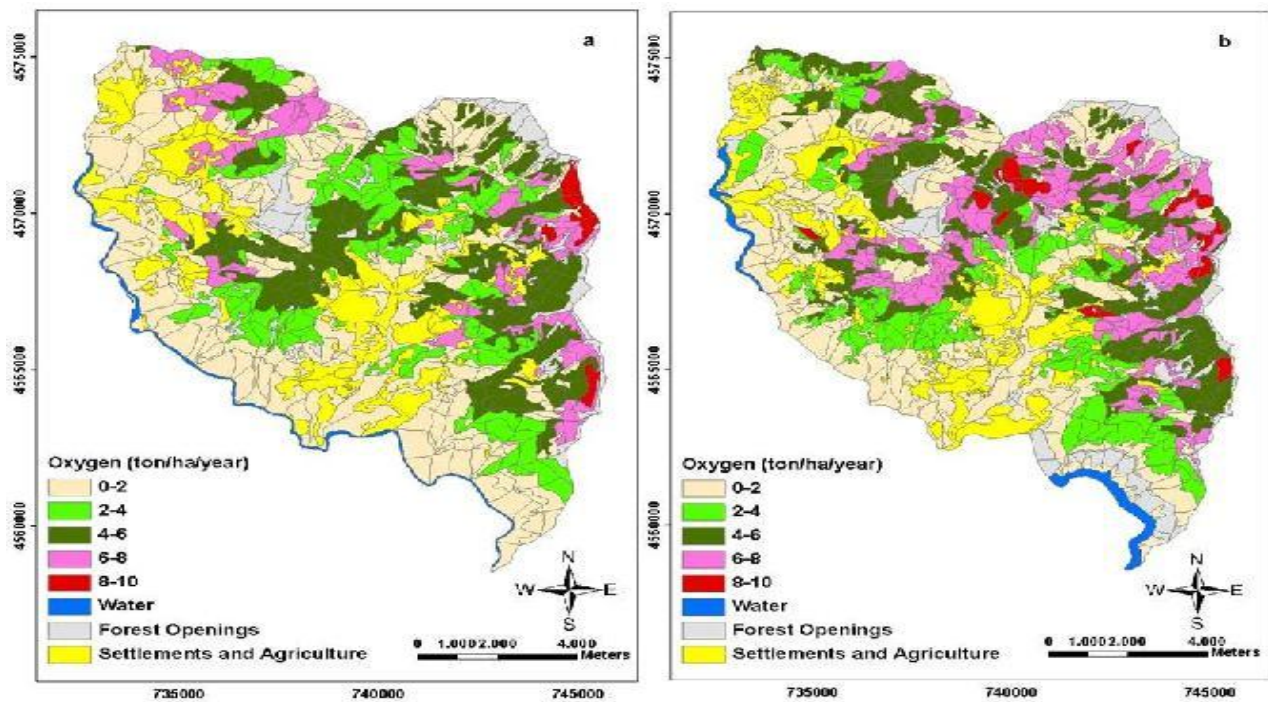 a
4575000
4570000
4565000
4560000
Oxygen (ton/ha/year)
0-2
2-4
4-6
6-8
8-10
Water
Forest Openings
Settlements and Agriculture
N
W E
S
0 1.000 2.000 4.000
Meters
735000 740000 745000
b
4575000
4570000
4565000
4560000
Oxygen (ton/ha/year)
0-2
2-4
4-6
6-8
8-10
Water
Forest Openings
Settlements and Agriculture
N
W E
S
0 1.000 2.000 4.000
Meters
735000 740000 745000